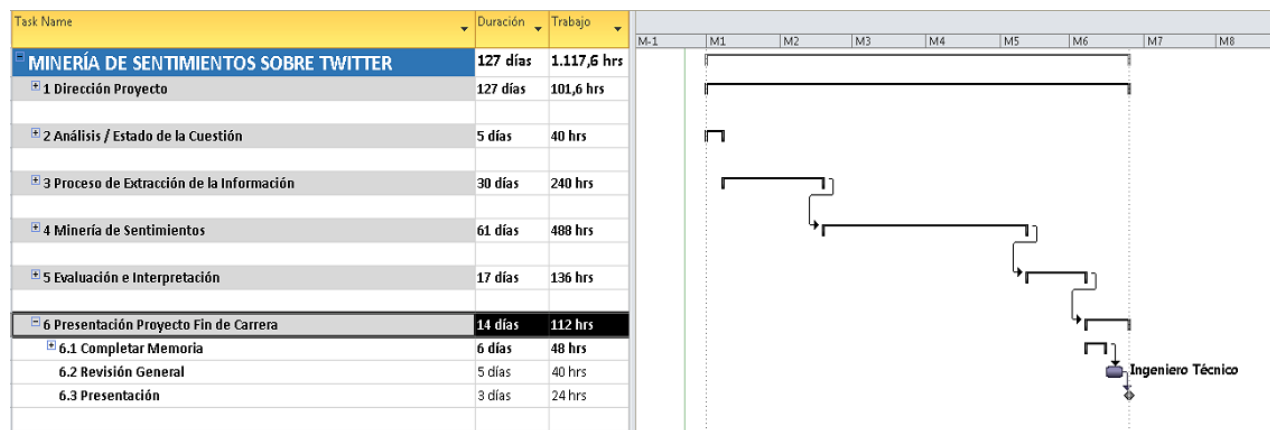 Task Name Duración Trabajo
M-1 M1 M2 M3 M4 M5 M6 M7 M8
MINERÍA DE SENTIMIENTOS SOBRE TWITTER 127 días 1.117,6 hrs
1 Dirección Proyecto 127 días 101,6 hrs
2 Análisis / Estado de la Cuestión 5 días 40 hrs
3 Proceso de Extracción de la Información 30 días 240 hrs
4 Minería de Sentimientos 61 días 488 hrs
5 Evaluación e Interpretación 17 días 136 hrs
6 Presentación Proyecto Fin de Carrera 14 días 112 hrs
6.1 Completar Memoria 6 días 48 hrs
6.2 Revisión General 5 días 40 hrs Ingeniero Técnico
6.3 Presentación 3 días 24 hrs